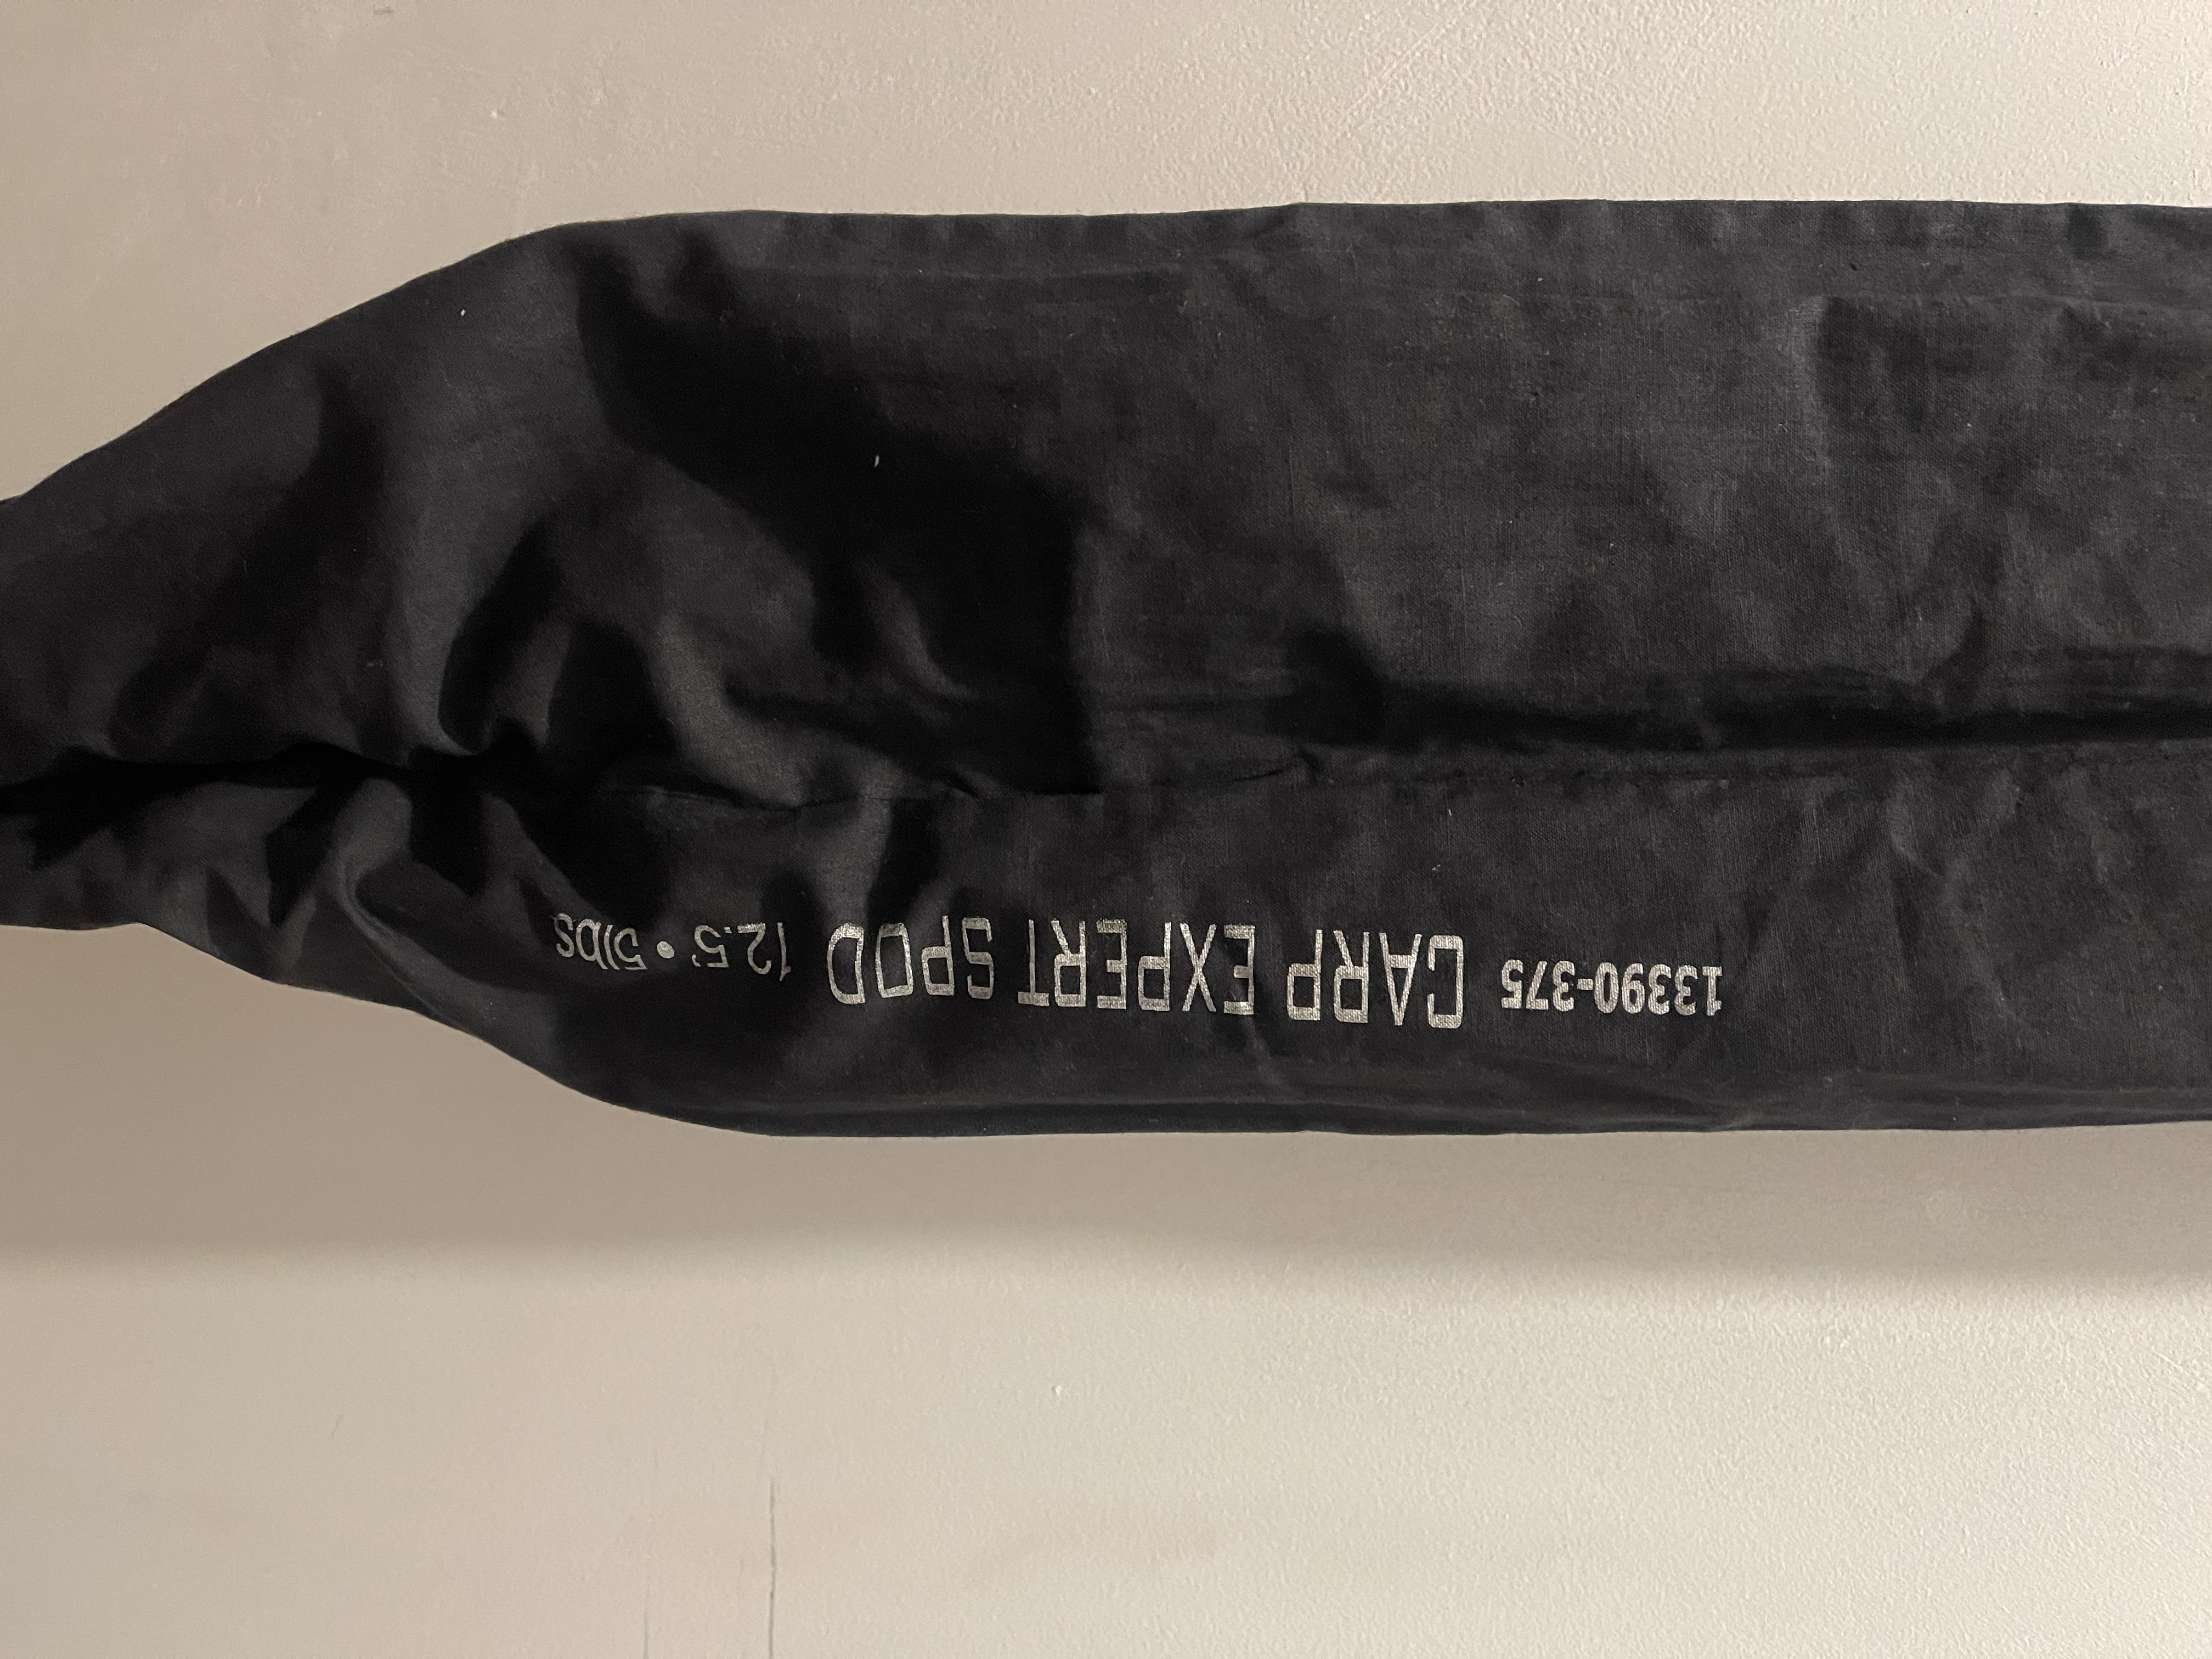 13390-375 CARP EXPERT SPOD 12.5' • 5lbs